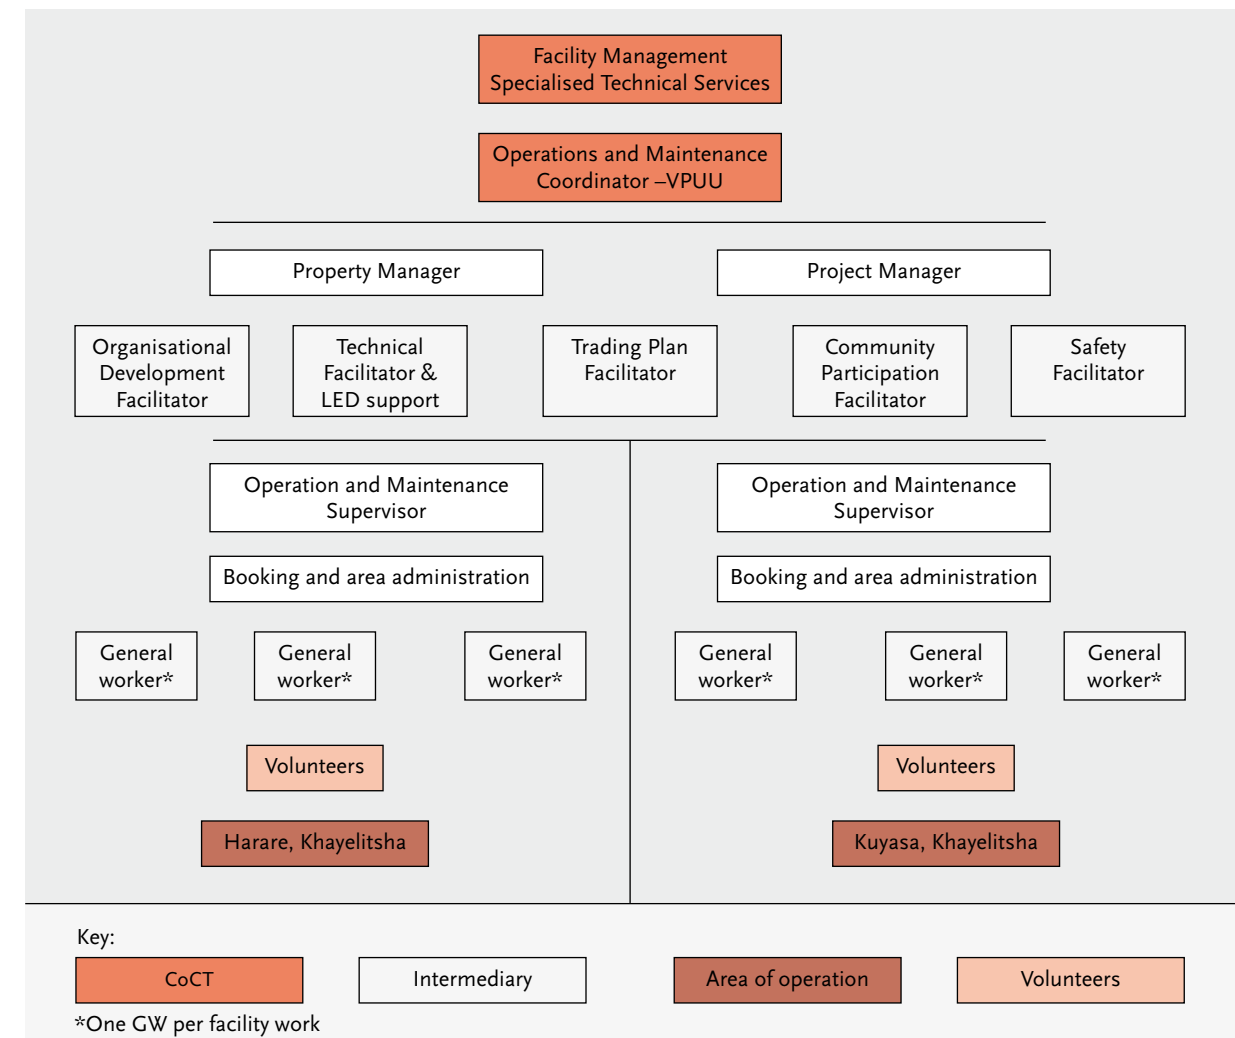 Facility Management
Specialised Technical Services
Operations and Maintenance
Coordinator –VPUU
Property Manager
Project Manager
Organisational
Development
Facilitator
Technical
Facilitator &
LED support
Trading Plan
Facilitator
Community
Participation
Facilitator
Safety
Facilitator
Operation and Maintenance
Supervisor
Booking and area administration
General
worker*
General
worker*
General
worker*
Volunteers
Harare, Khayelitsha
Operation and Maintenance
Supervisor
Booking and area administration
General
worker*
General
worker*
General
worker*
Volunteers
Kuyasa, Khayelitsha
Key:
CoCT
Intermediary
Area of operation
Volunteers
*One GW per facility work